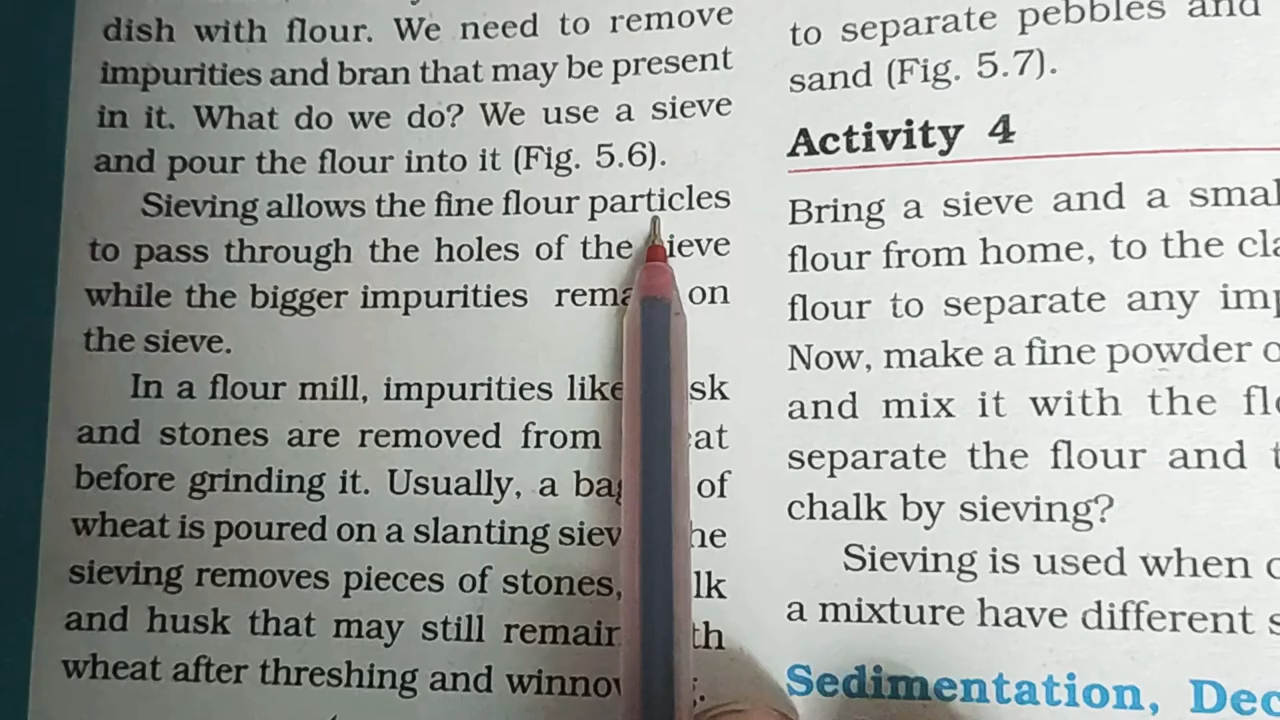 dish with flour. We need to remove
impurities and bran that may be present
in it. What do we do? We use a sieve
and pour the flour into it (Fig. 5.6).
Sieving allows the fine flour particles
to pass through the holes of the ieve
while the bigger impurities rema on
the sieve.
In a flour mill, impurities like sk
and stones are removed from eat
before grinding it. Usually, a bag of
wheat is poured on a slanting siev he
sieving removes pieces of stones, lk
and husk that may still remain th
wheat after threshing and winnow
to separate pebbles and
sand (Fig. 5.7).
Activity 4
Bring a sieve and a smal
flour from home, to the cla
flour to separate any imp
Now, make a fine powder o
and mix it with the flo
separate the flour and t
chalk by sieving?
Sieving is used when c
a mixture have different s
Sedimentation, Dec